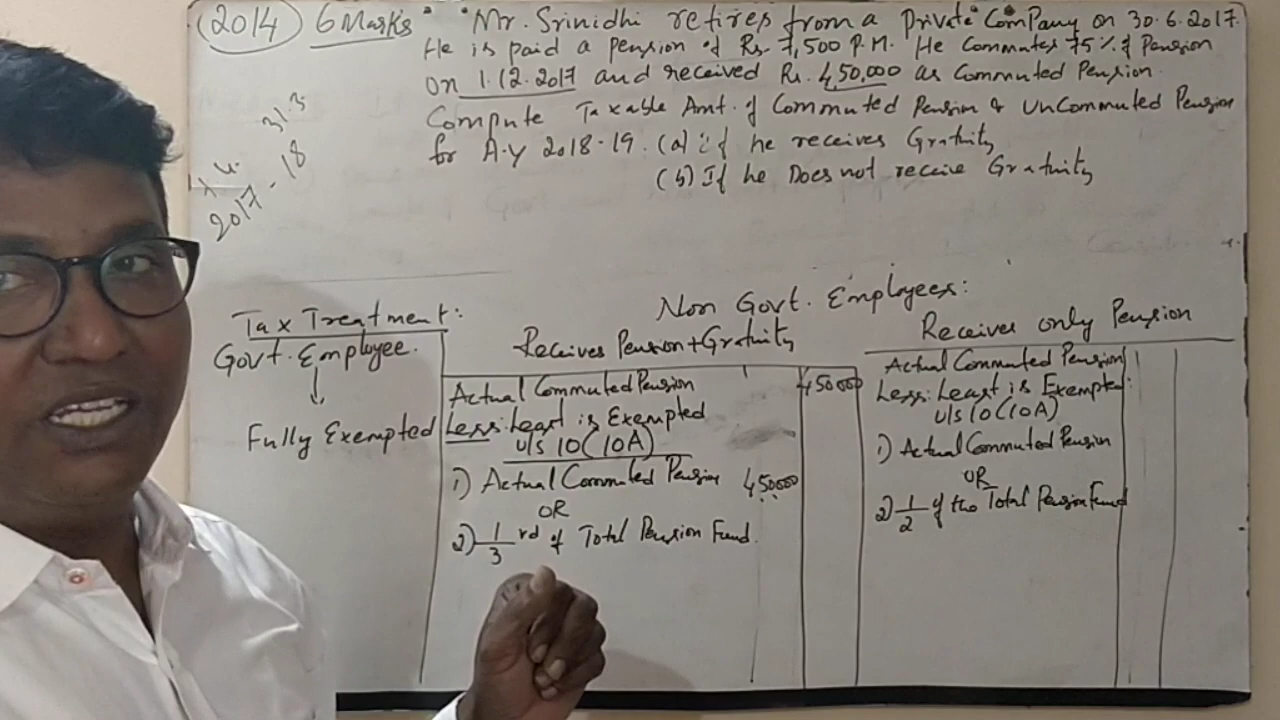 2014 6 Marks Mr. Srinidhi retires from a Private Company on 30.6.2017.
He is paid a pension of Rs. 7,500 P.M. He Commutes 75% of Pension
on 1.12.2017 and received Rs. 4,50,000 as Commuted Pension.
Compute Taxable Amt. of Commuted Pension & UnCommuted Pension
for A.Y 2018-19. (a) if he receives Gratuity
(b) If he Does not receive Gratuity
31.3
2017-18
Non Govt. Employees:
Tax Treatment:
Govt. Employee.
Fully Exempted
Receives Pension+Gratuity
Actual Commuted Pension 450000
Less: Least is Exempted
u/s 10(10A)
1) Actual Commuted Pension 450000
OR
2) 1/3 rd of Total Pension Fund.
Receives only Pension
Actual Commuted Pension
Less: Least is Exempted:
u/s 10(10A)
1) Actual Commuted Pension
OR
2) 1/2 of the Total Pension Fund